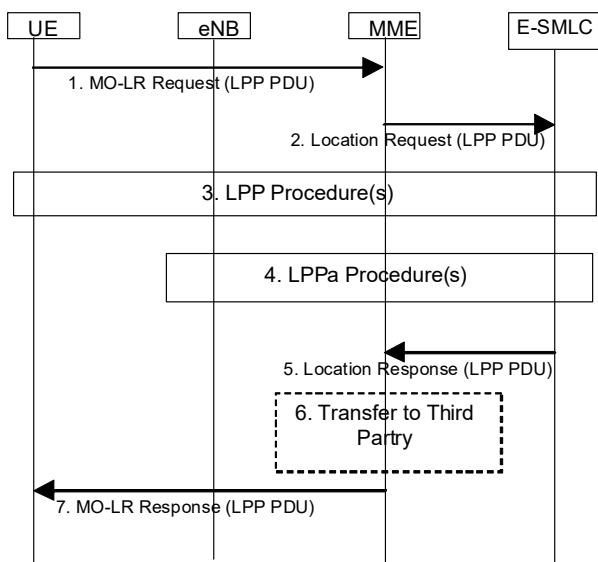 UE eNB MME E-SMLC
1. MO-LR Request (LPP PDU)
2. Location Request (LPP PDU)
3. LPP Procedure(s)
4. LPPa Procedure(s)
5. Location Response (LPP PDU)
6. Transfer to Third
Partry
7. MO-LR Response (LPP PDU)